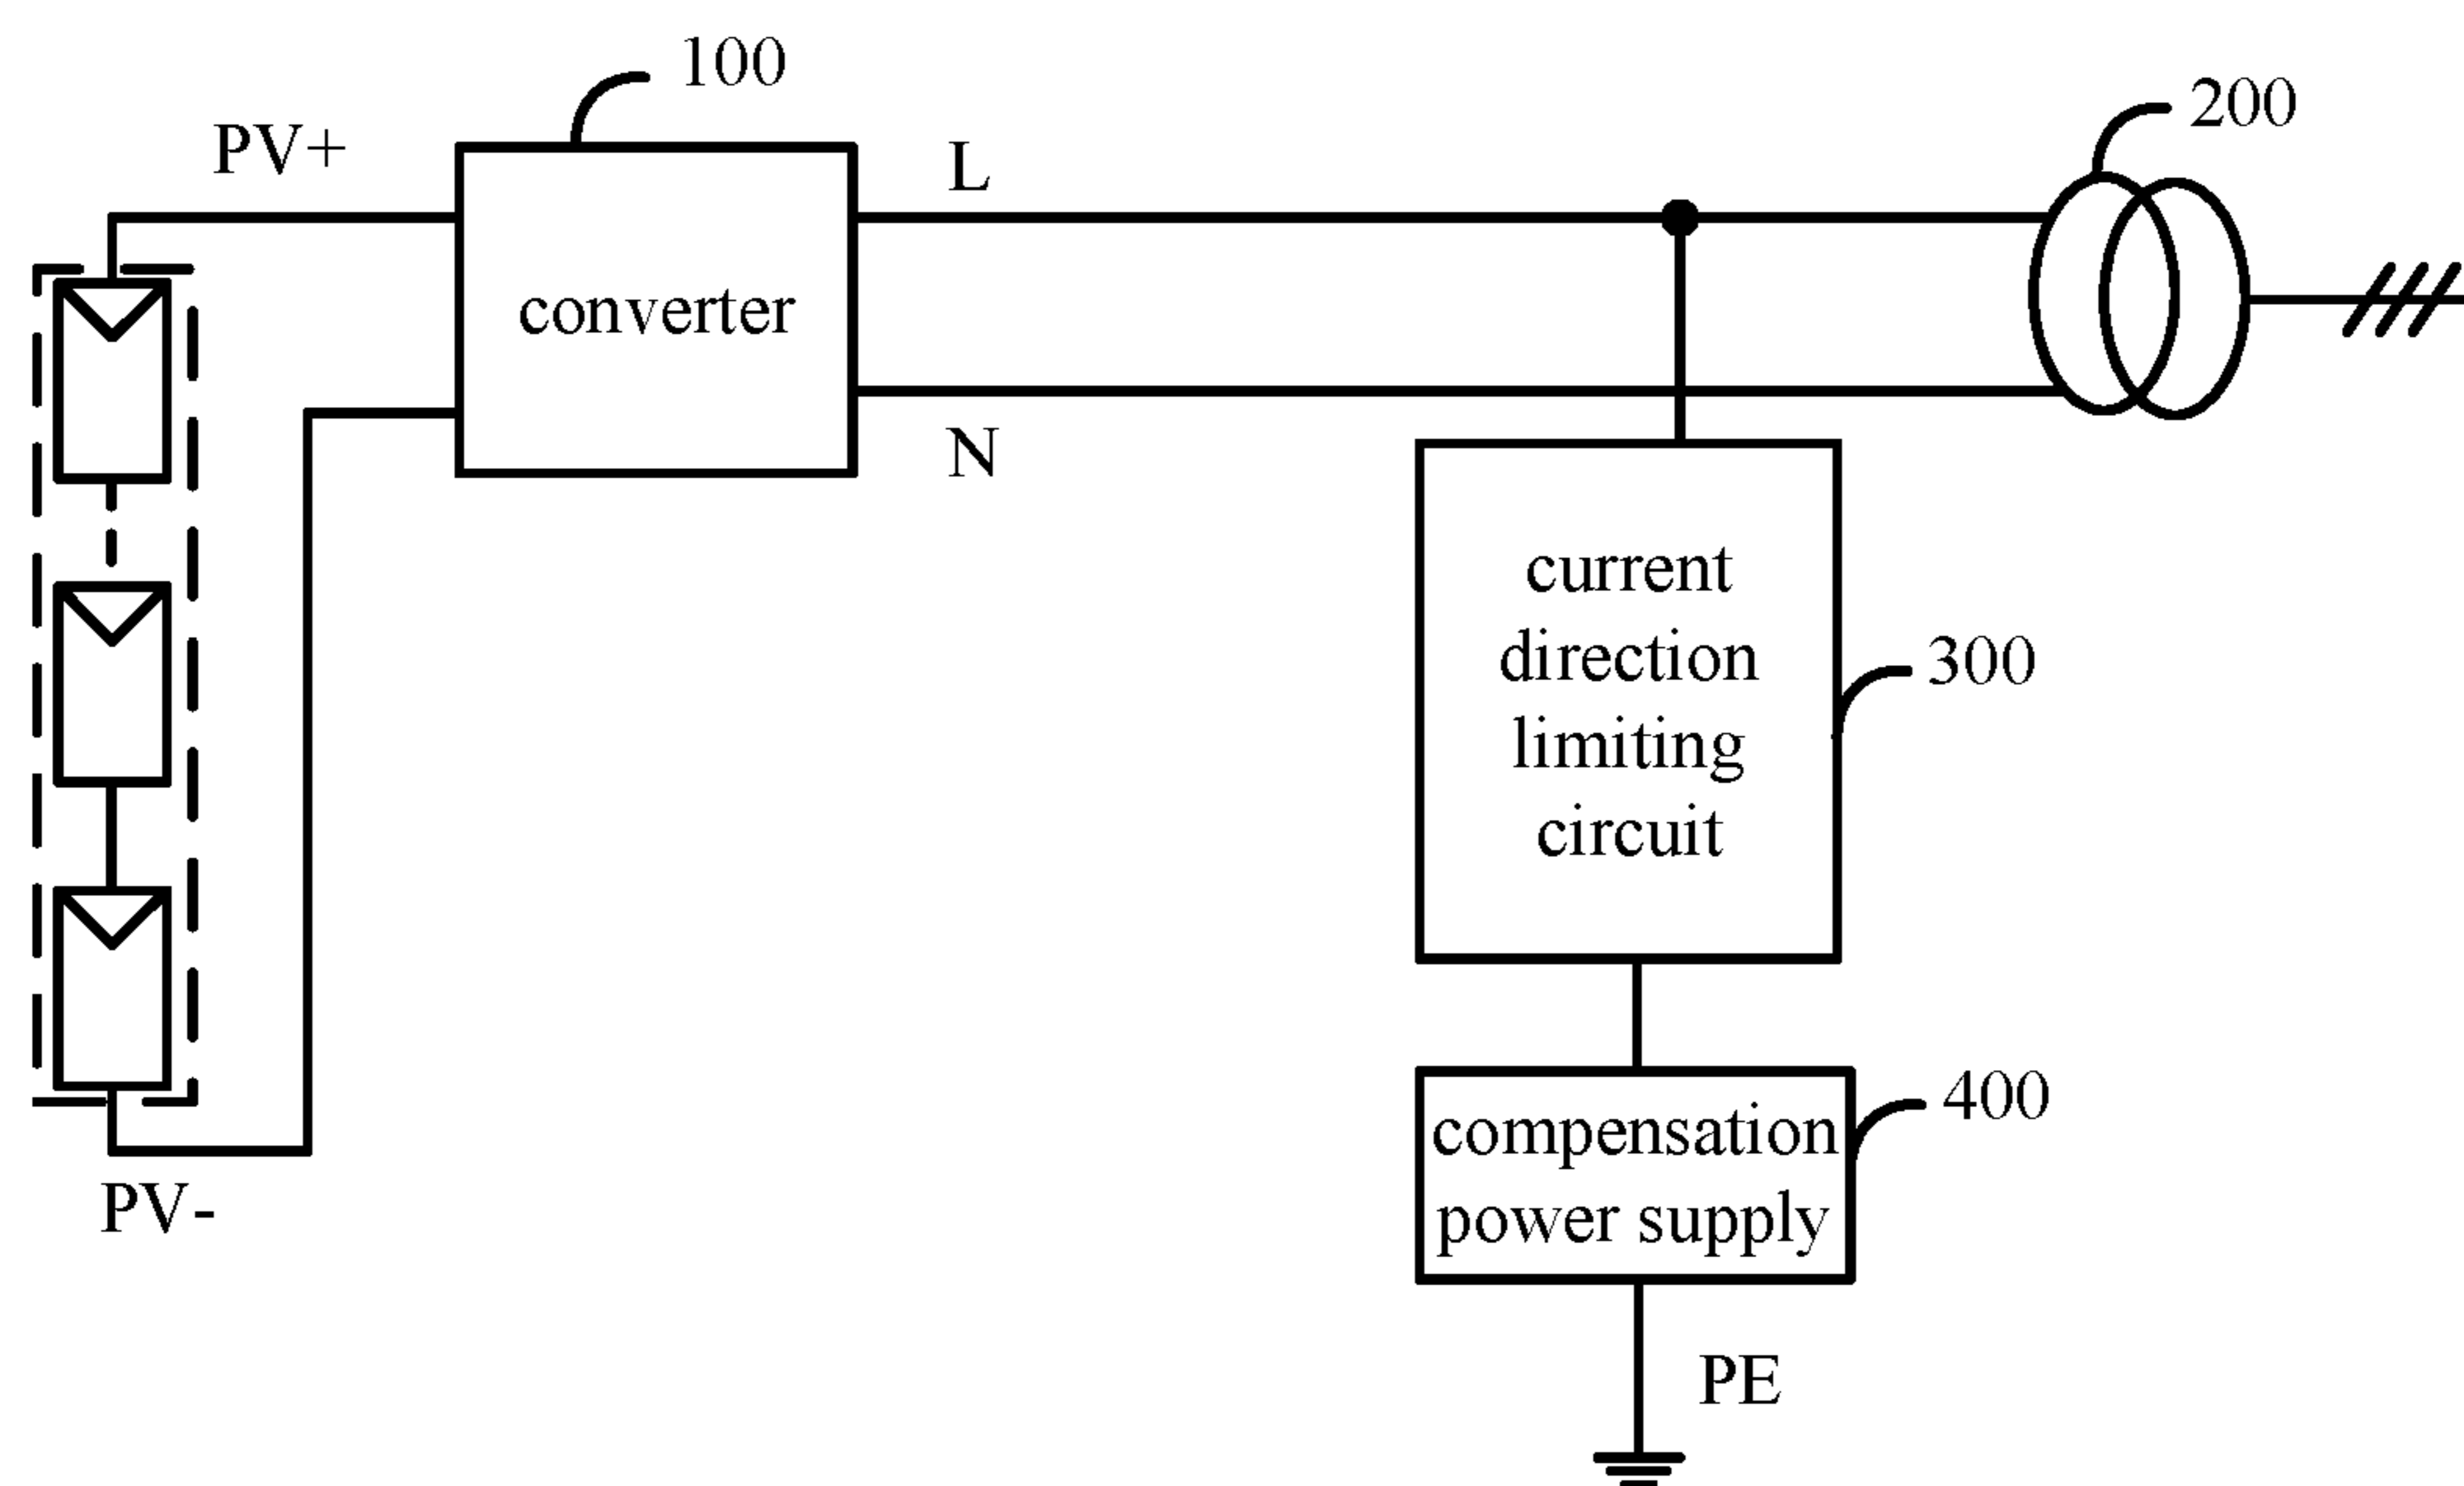 100
200
PV+
L
converter
N
current
direction
limiting
circuit
300
400
compensation
power supply
PV-
PE